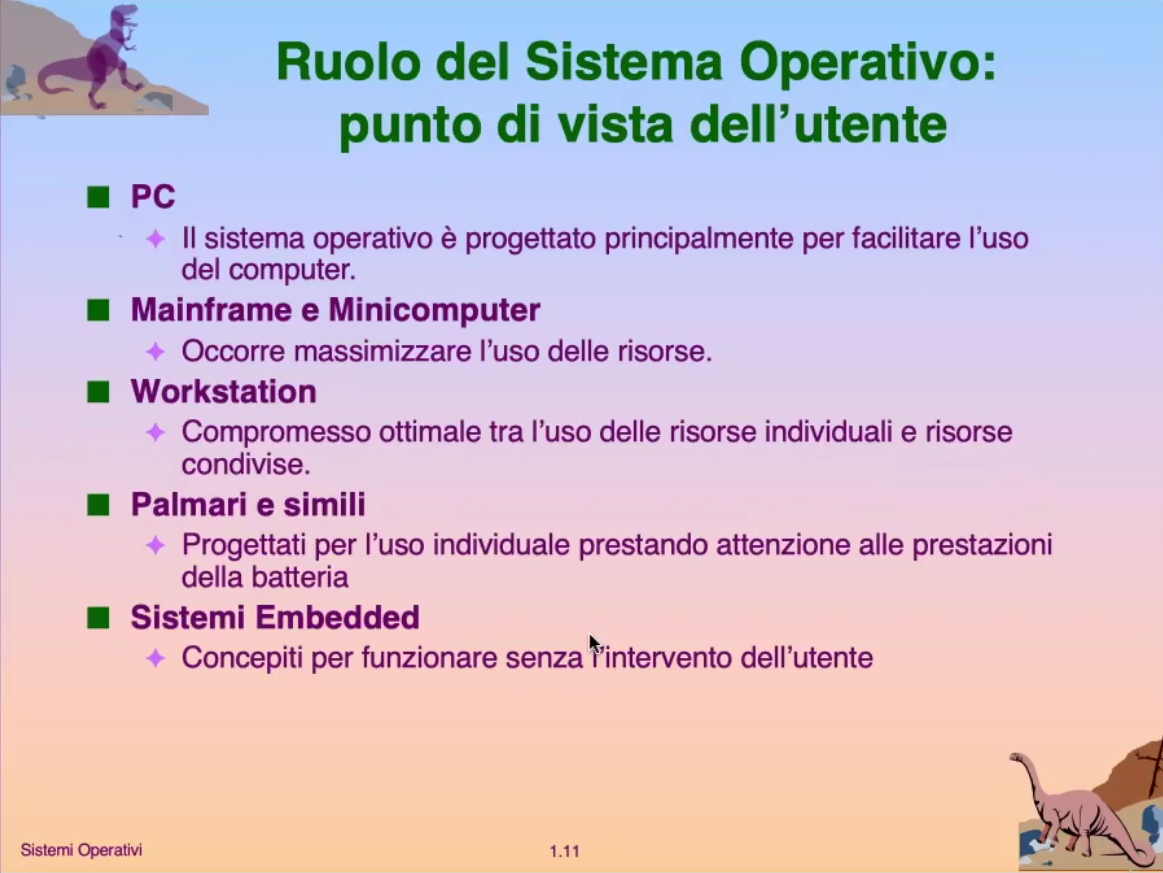 Ruolo del Sistema Operativo:
punto di vista dell’utente
PC
Il sistema operativo è progettato principalmente per facilitare l’uso
del computer.
Mainframe e Minicomputer
Occorre massimizzare l’uso delle risorse.
Workstation
Compromesso ottimale tra l’uso delle risorse individuali e risorse
condivise.
Palmari e simili
Progettati per l’uso individuale prestando attenzione alle prestazioni
della batteria
Sistemi Embedded
Concepiti per funzionare senza l’intervento dell’utente
Sistemi Operativi
1.11